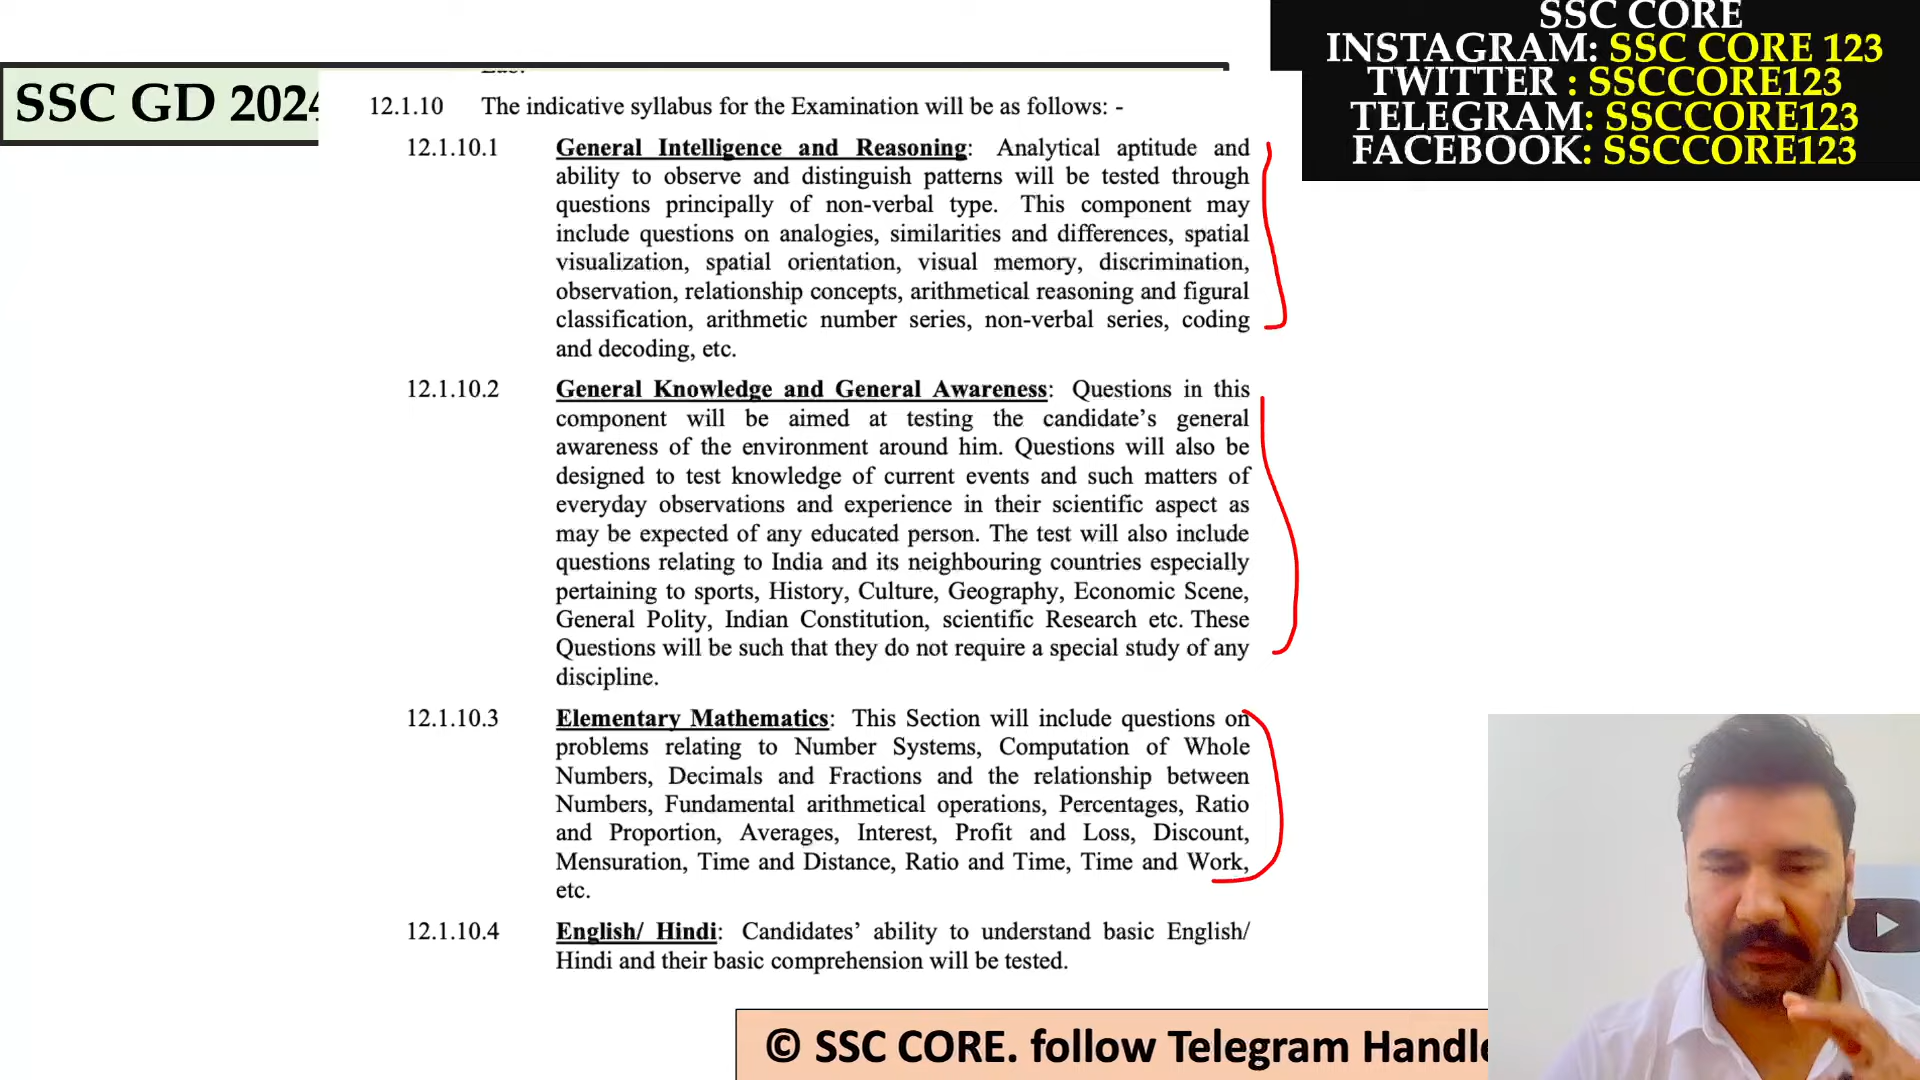 SSC CORE
INSTAGRAM: SSC CORE 123
TWITTER : SSCCORE123
TELEGRAM: SSCCORE123
FACEBOOK: SSCCORE123
SSC GD 2024
12.1.10 The indicative syllabus for the Examination will be as follows: -
12.1.10.1 General Intelligence and Reasoning: Analytical aptitude and
ability to observe and distinguish patterns will be tested through
questions principally of non-verbal type. This component may
include questions on analogies, similarities and differences, spatial
visualization, spatial orientation, visual memory, discrimination,
observation, relationship concepts, arithmetical reasoning and figural
classification, arithmetic number series, non-verbal series, coding
and decoding, etc.
12.1.10.2 General Knowledge and General Awareness: Questions in this
component will be aimed at testing the candidate’s general
awareness of the environment around him. Questions will also be
designed to test knowledge of current events and such matters of
everyday observations and experience in their scientific aspect as
may be expected of any educated person. The test will also include
questions relating to India and its neighbouring countries especially
pertaining to sports, History, Culture, Geography, Economic Scene,
General Polity, Indian Constitution, scientific Research etc. These
Questions will be such that they do not require a special study of any
discipline.
12.1.10.3 Elementary Mathematics: This Section will include questions on
problems relating to Number Systems, Computation of Whole
Numbers, Decimals and Fractions and the relationship between
Numbers, Fundamental arithmetical operations, Percentages, Ratio
and Proportion, Averages, Interest, Profit and Loss, Discount,
Mensuration, Time and Distance, Ratio and Time, Time and Work,
etc.
12.1.10.4 English/ Hindi: Candidates’ ability to understand basic English/
Hindi and their basic comprehension will be tested.
© SSC CORE. follow Telegram Handle